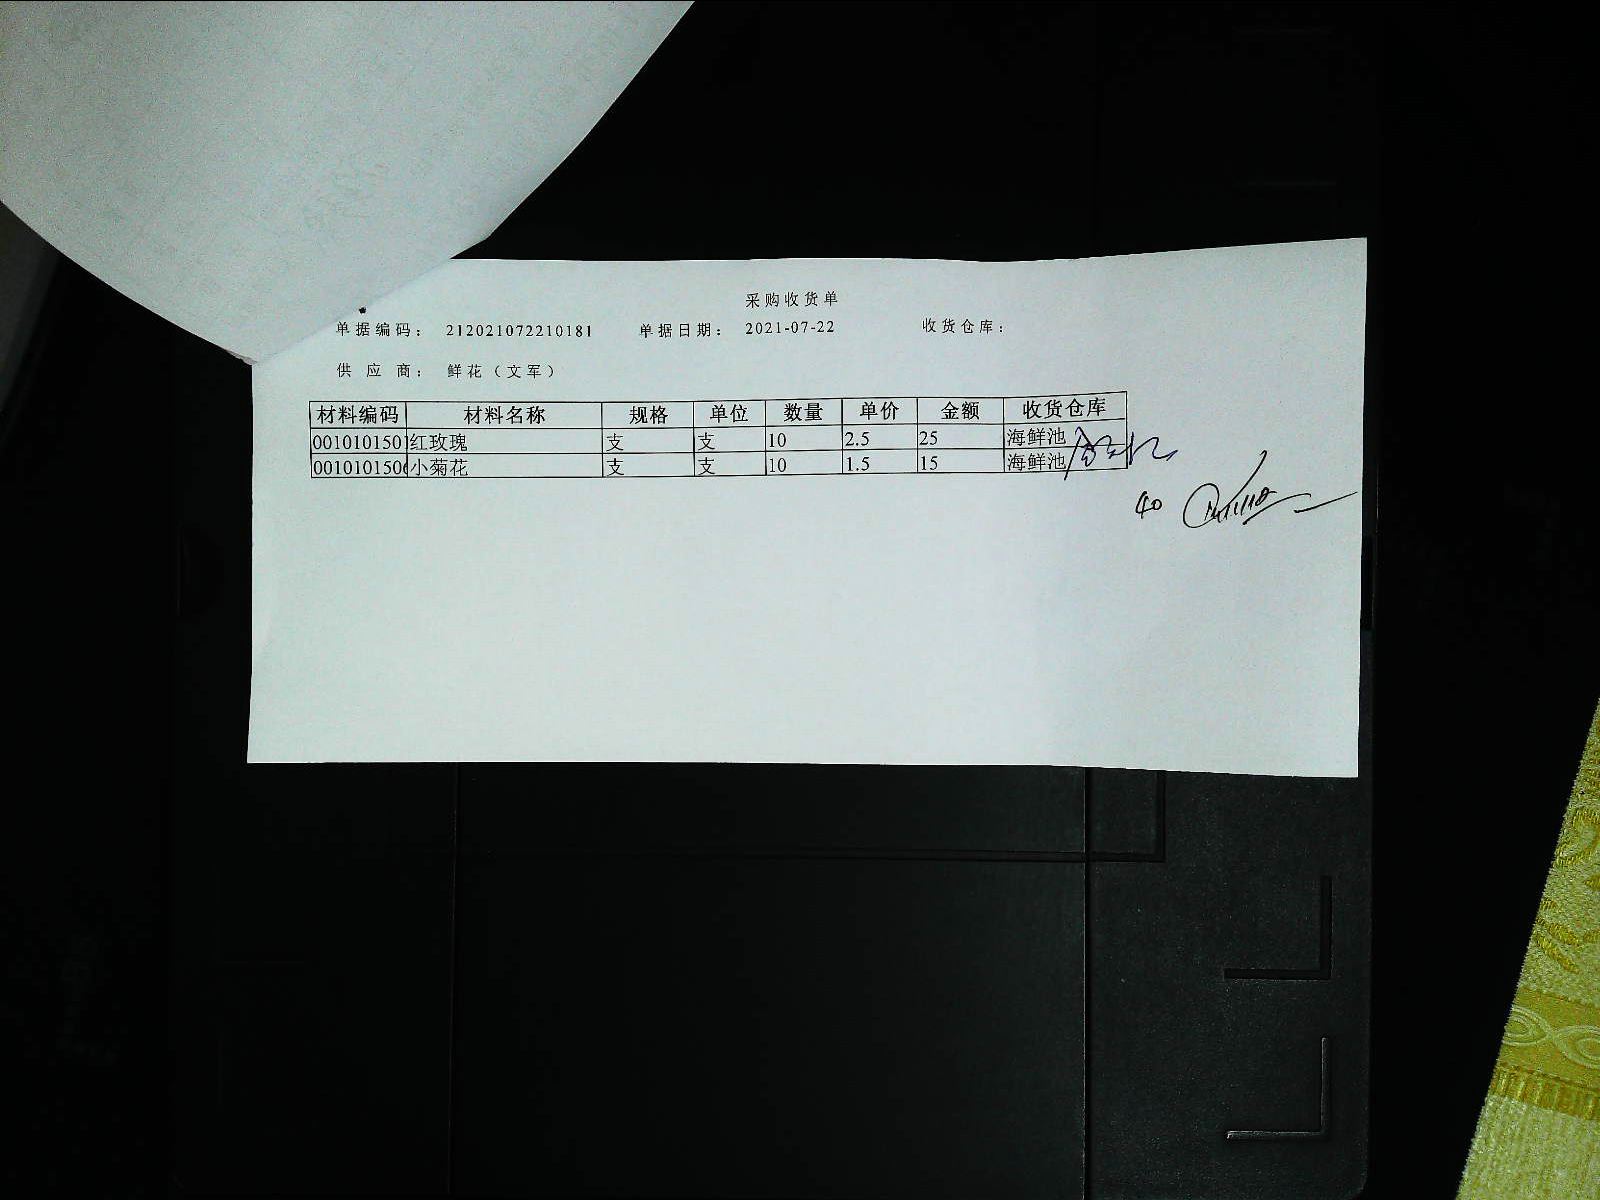 采购收货单
单据编码： 212021072210181 单据日期： 2021-07-22 收货仓库：
供应商： 鲜花（文军）
材料编码 材料名称 规格 单位 数量 单价 金额 收货仓库
0010101501 红玫瑰 支 支 10 2.5 25 海鲜池
001010150 小菊花 支 支 10 1.5 15 海鲜池
40